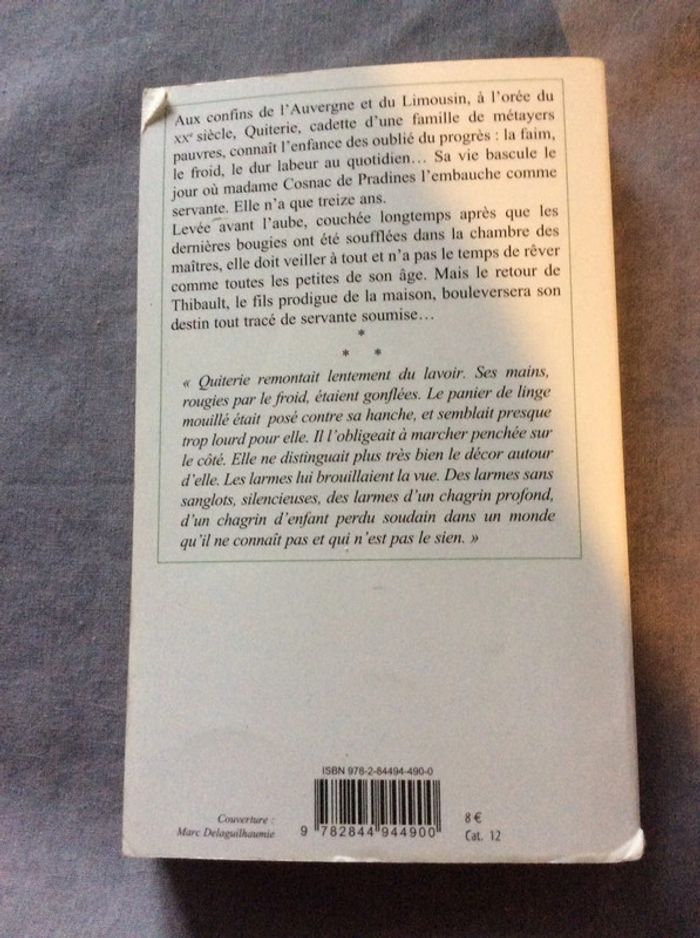 Aux confins de l'Auvergne et du Limousin, à l'orée du
XXe siècle, Quiterie, cadette d'une famille de métayers
pauvres, connaît l'enfance des oublié du progrès : la faim,
le froid, le dur labeur au quotidien... Sa vie bascule le
jour où madame Cosnac de Pradines l'embauche comme
servante. Elle n'a que treize ans.
Levée avant l'aube, couchée longtemps après que les
dernières bougies ont été soufflées dans la chambre des
maîtres, elle doit veiller à tout et n'a pas le temps de rêver
comme toutes les petites de son âge. Mais le retour de
Thibault, le fils prodigue de la maison, bouleversera son
destin tout tracé de servante soumise...
*
* *
« Quiterie remontait lentement du lavoir. Ses mains,
rougies par le froid, étaient gonflées. Le panier de linge
mouillé était posé contre sa hanche, et semblait presque
trop lourd pour elle. Il l'obligeait à marcher penchée sur
le côté. Elle ne distinguait plus très bien le décor autour
d'elle. Les larmes lui brouillaient la vue. Des larmes sans
sanglots, silencieuses, des larmes d'un chagrin profond,
d'un chagrin d'enfant perdu soudain dans un monde
qu'il ne connaît pas et qui n'est pas le sien. »
ISBN 978-2-84494-490-0
Couverture :
Marc Delaguilhaumie
9 782844 944900
8 €
Cat. 12